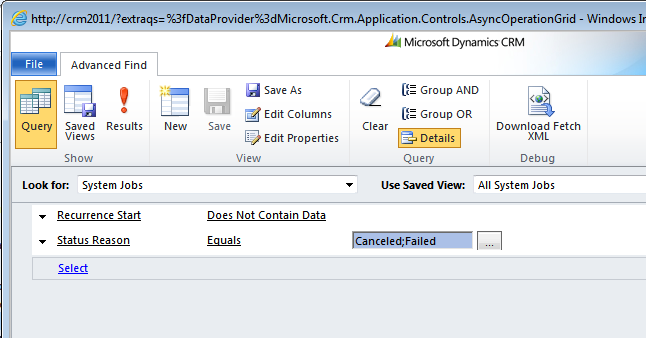 http://crm2011/?extraqs=%3fDataProvider%3dMicrosoft.Crm.Application.Controls.AsyncOperationGrid - Windows In
Microsoft Dynamics CRM
File Advanced Find
Query Saved Views Results New Save Save As Edit Columns Edit Properties Clear Group AND Group OR Details Download Fetch XML
Show View Query Debug
Look for: System Jobs Use Saved View: All System Jobs
Recurrence Start Does Not Contain Data
Status Reason Equals Canceled;Failed ...
Select